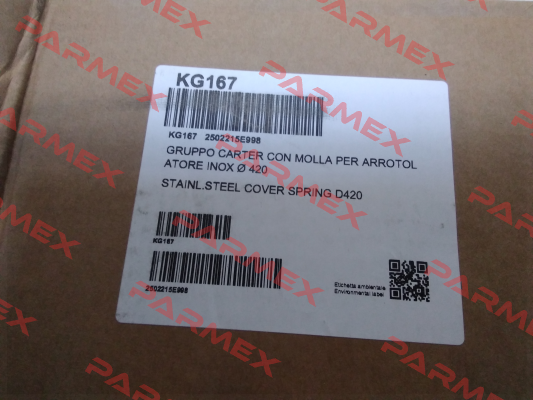 KG167
KG167 2502215E998
GRUPPO CARTER CON MOLLA PER ARROTOL
ATORE INOX Ø 420
STAINL.STEEL COVER SPRING D420
KG167
2502215E998
Etichetta ambientale
Environmental label
PARMEX
PARMEX
PARMEX
PARMEX
PARMEX
PARMEX
PARMEX
PARMEX
PARMEX